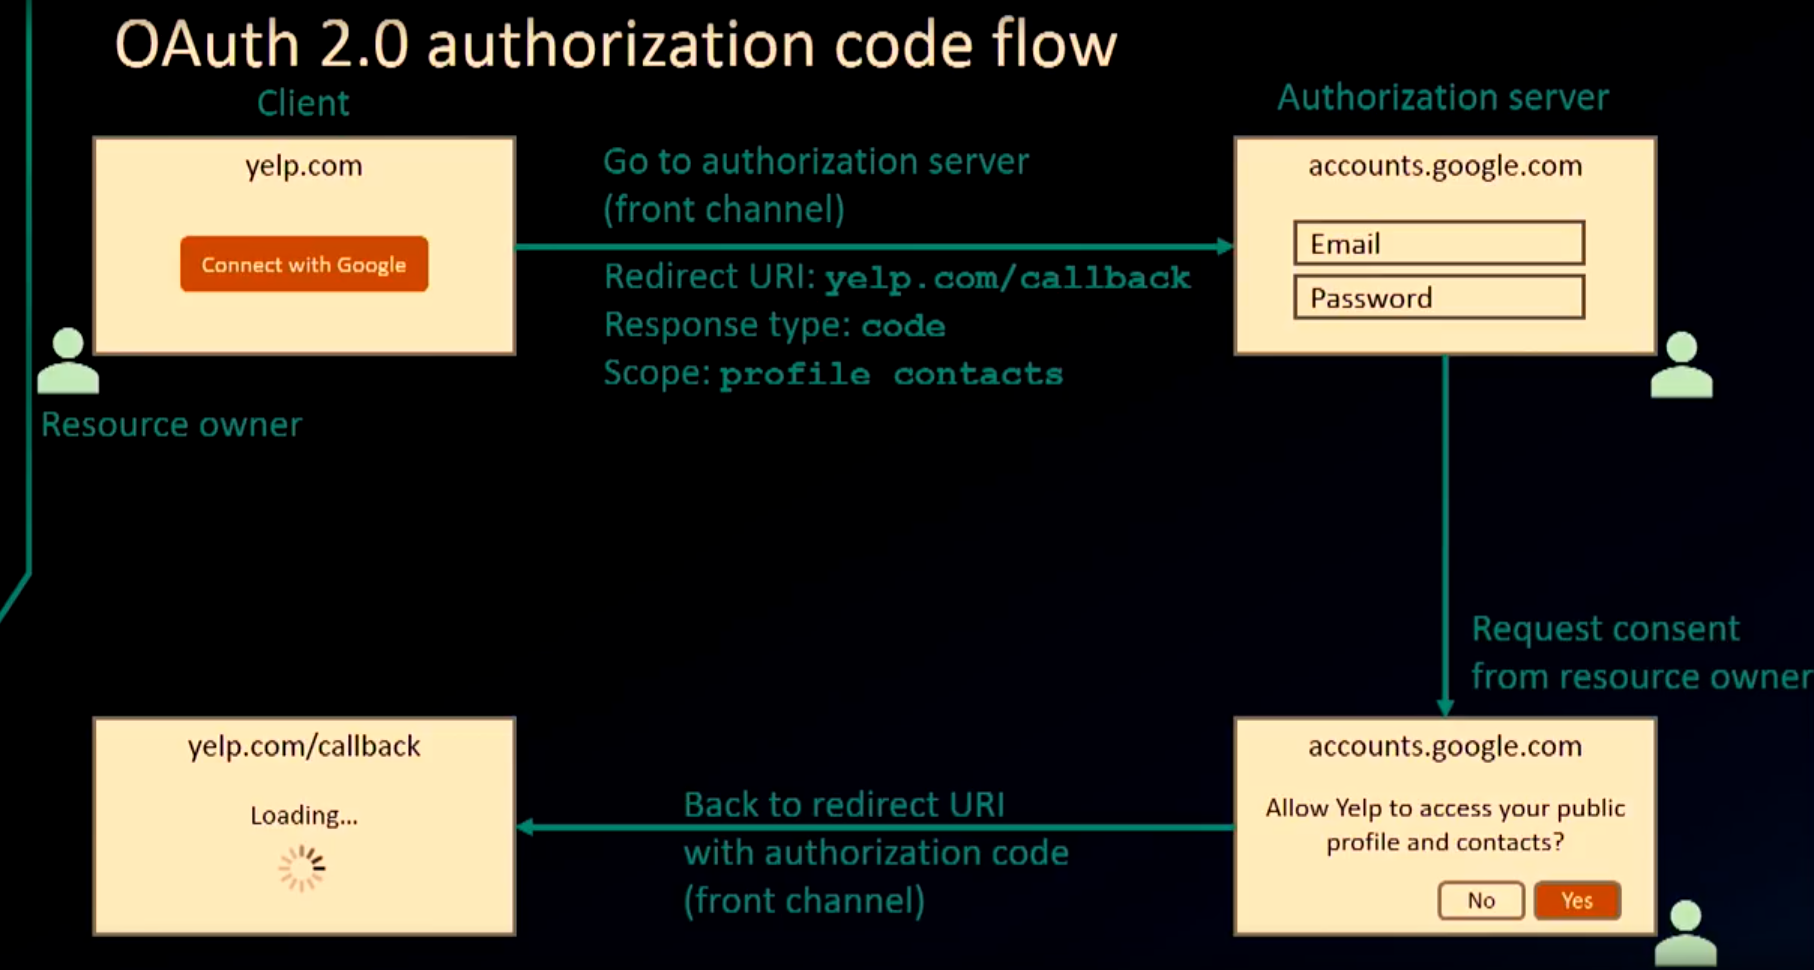 OAuth 2.0 authorization code flow
Client
Authorization server
yelp.com
Connect with Google
Go to authorization server
(front channel)
Redirect URI: yelp.com/callback
Response type: code
Scope: profile contacts
accounts.google.com
Email
Password
Resource owner
Request consent
from resource owner
yelp.com/callback
Loading...
Back to redirect URI
with authorization code
(front channel)
accounts.google.com
Allow Yelp to access your public
profile and contacts?
No
Yes